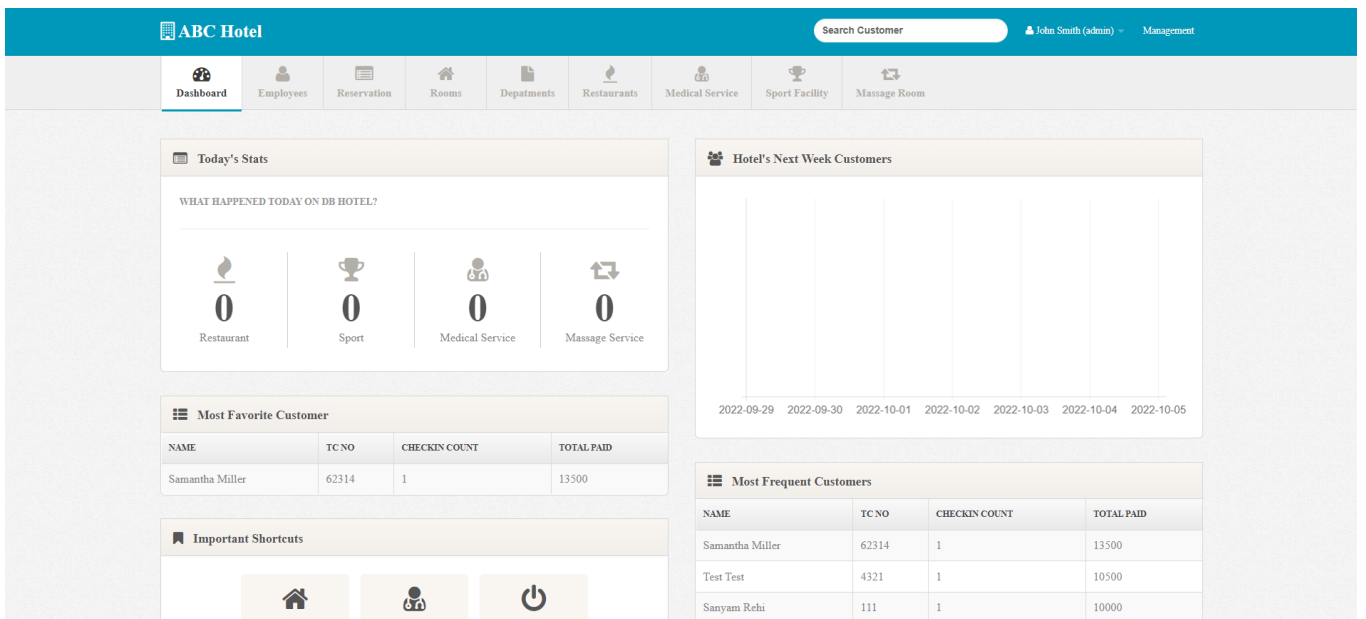 ABC Hotel
Search Customer
John Smith (admin)
Management
Dashboard
Employees
Reservation
Rooms
Depatments
Restaurants
Medical Service
Sport Facility
Massage Room
Today's Stats
WHAT HAPPENED TODAY ON DB HOTEL?
0 0 0 0
Restaurant Sport Medical Service Massage Service
Most Favorite Customer
NAME TC NO CHECKIN COUNT TOTAL PAID
Samantha Miller 62314 1 13500
Important Shortcuts
Hotel's Next Week Customers
2022-09-29 2022-09-30 2022-10-01 2022-10-02 2022-10-03 2022-10-04 2022-10-05
Most Frequent Customers
NAME TC NO CHECKIN COUNT TOTAL PAID
Samantha Miller 62314 1 13500
Test Test 4321 1 10500
Sanyam Rehi 111 1 10000